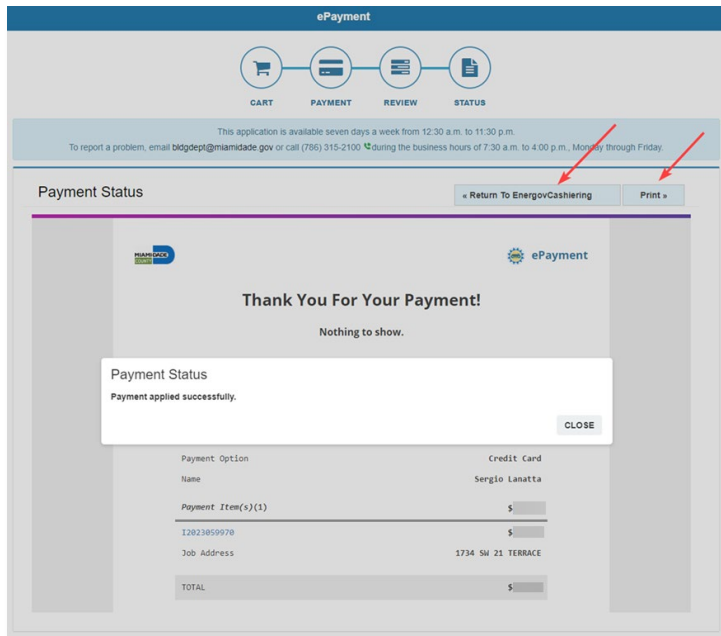 ePayment
CART PAYMENT REVIEW STATUS
This application is available seven days a week from 12:30 a.m. to 11:30 p.m.
To report a problem, email bldgdept@miamidade.gov or call (786) 315-2100 during the business hours of 7:30 a.m. to 4:00 p.m., Monday through Friday.
Payment Status
« Return To EnergovCashiering
Print »
MIAMI-DADE
COUNTY
ePayment
Thank You For Your Payment!
Nothing to show.
Payment Status
Payment applied successfully.
CLOSE
Payment Option Credit Card
Name Sergio Lanatta
Payment Item(s)(1) $
I2023059970 $
Job Address 1734 SW 21 TERRACE
TOTAL $